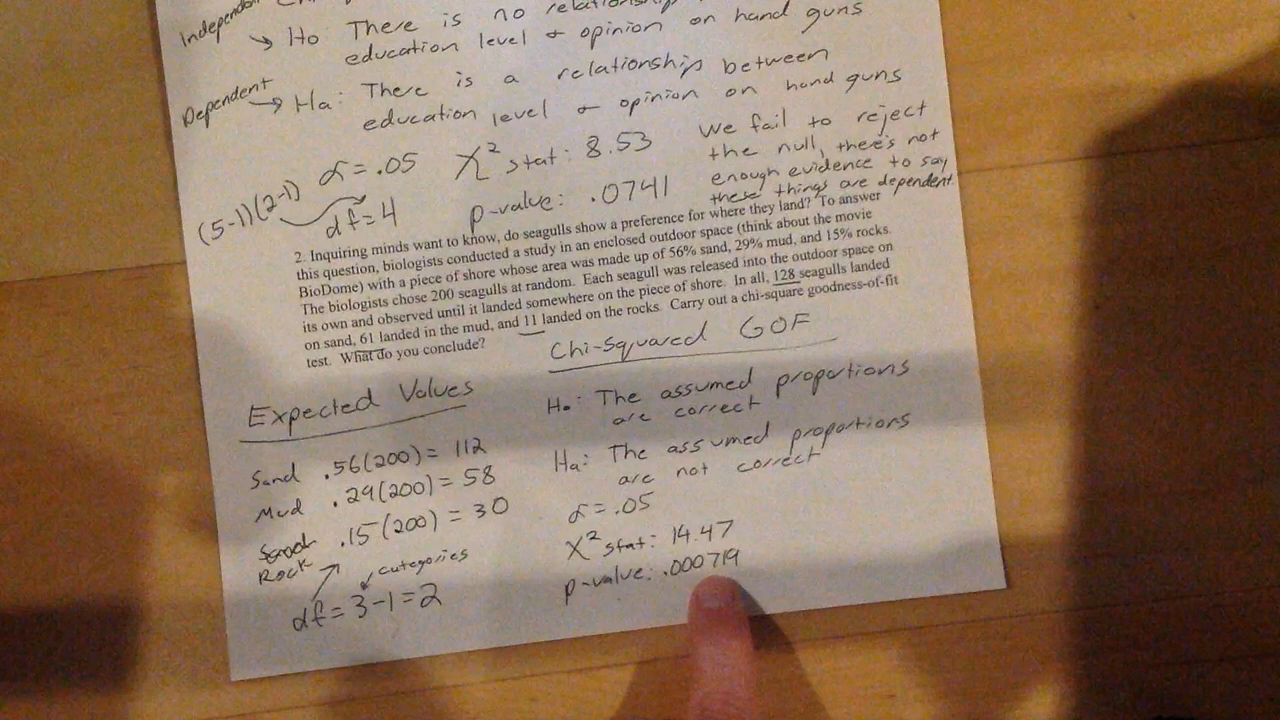 Independent
→ Ho: There is no relationship
education level + opinion on hand guns
Dependent → Ha: There is a relationship between
education level + opinion on hand guns
α = .05 X² stat: 8.53
(5-1)(2-1) df = 4 p-value: .0741
We fail to reject
the null, there's not
enough evidence to say
these things are dependent.
2. Inquiring minds want to know, do seagulls show a preference for where they land? To answer
this question, biologists conducted a study in an enclosed outdoor space (think about the movie
BioDome) with a piece of shore whose area was made up of 56% sand, 29% mud, and 15% rocks.
The biologists chose 200 seagulls at random. Each seagull was released into the outdoor space on
its own and observed until it landed somewhere on the piece of shore. In all, 128 seagulls landed
on sand, 61 landed in the mud, and 11 landed on the rocks. Carry out a chi-square goodness-of-fit
test. What do you conclude?
Chi-Squared GOF
Expected Values
Sand .56(200) = 112
Mud .29(200) = 58
.15(200) = 30
Rock
categories
df = 3-1 = 2
Ho: The assumed proportions
are correct
Ha: The assumed proportions
are not correct
α = .05
X² stat: 14.47
p-value: .000719